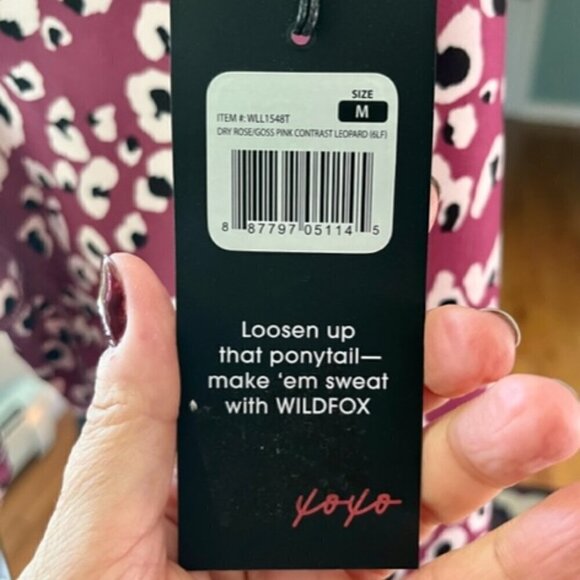 SIZE
M
ITEM #: WLL1548T
DRY ROSE/GOSS PINK CONTRAST LEOPARD (6LF)
8 87797 05114 5
Loosen up
that ponytail—
make ‘em sweat
with WILDFOX
xoxo